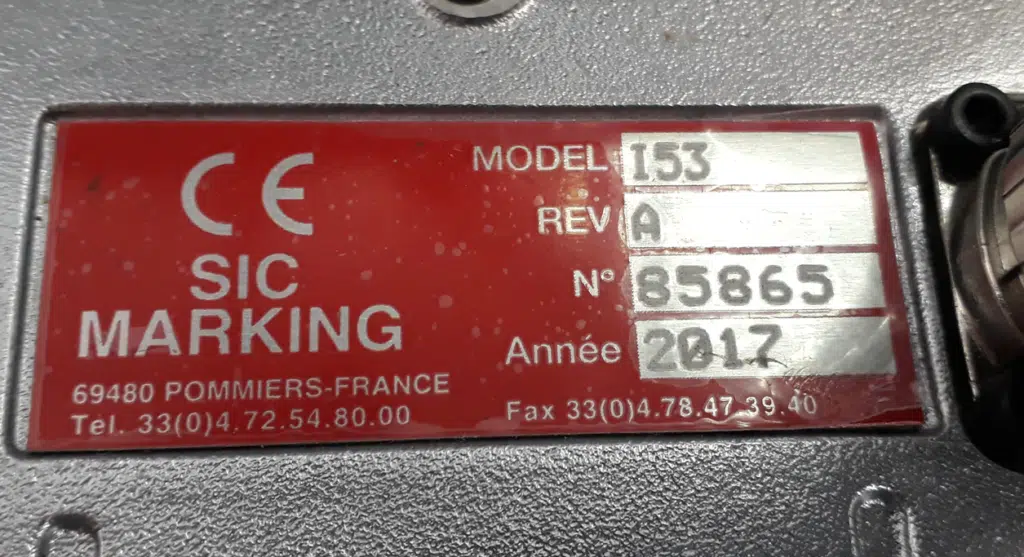 CE
SIC
MARKING
69480 POMMIERS-FRANCE
Tel. 33(0)4.72.54.80.00
MODEL I53
REV A
N° 85865
Année 2017
Fax 33(0)4.78.47.39.40